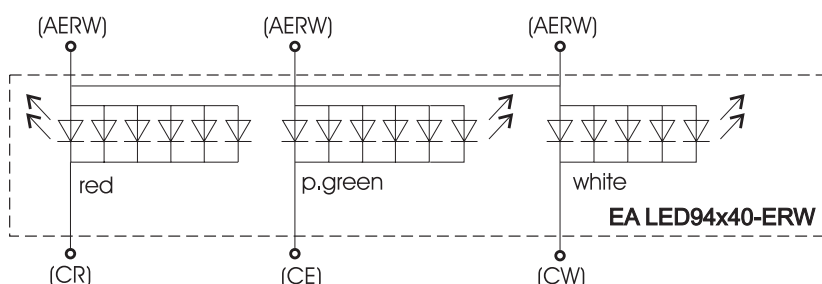 (AERW) (AERW) (AERW)
red p.green white
EA LED94x40-ERW
(CR) (CE) (CW)